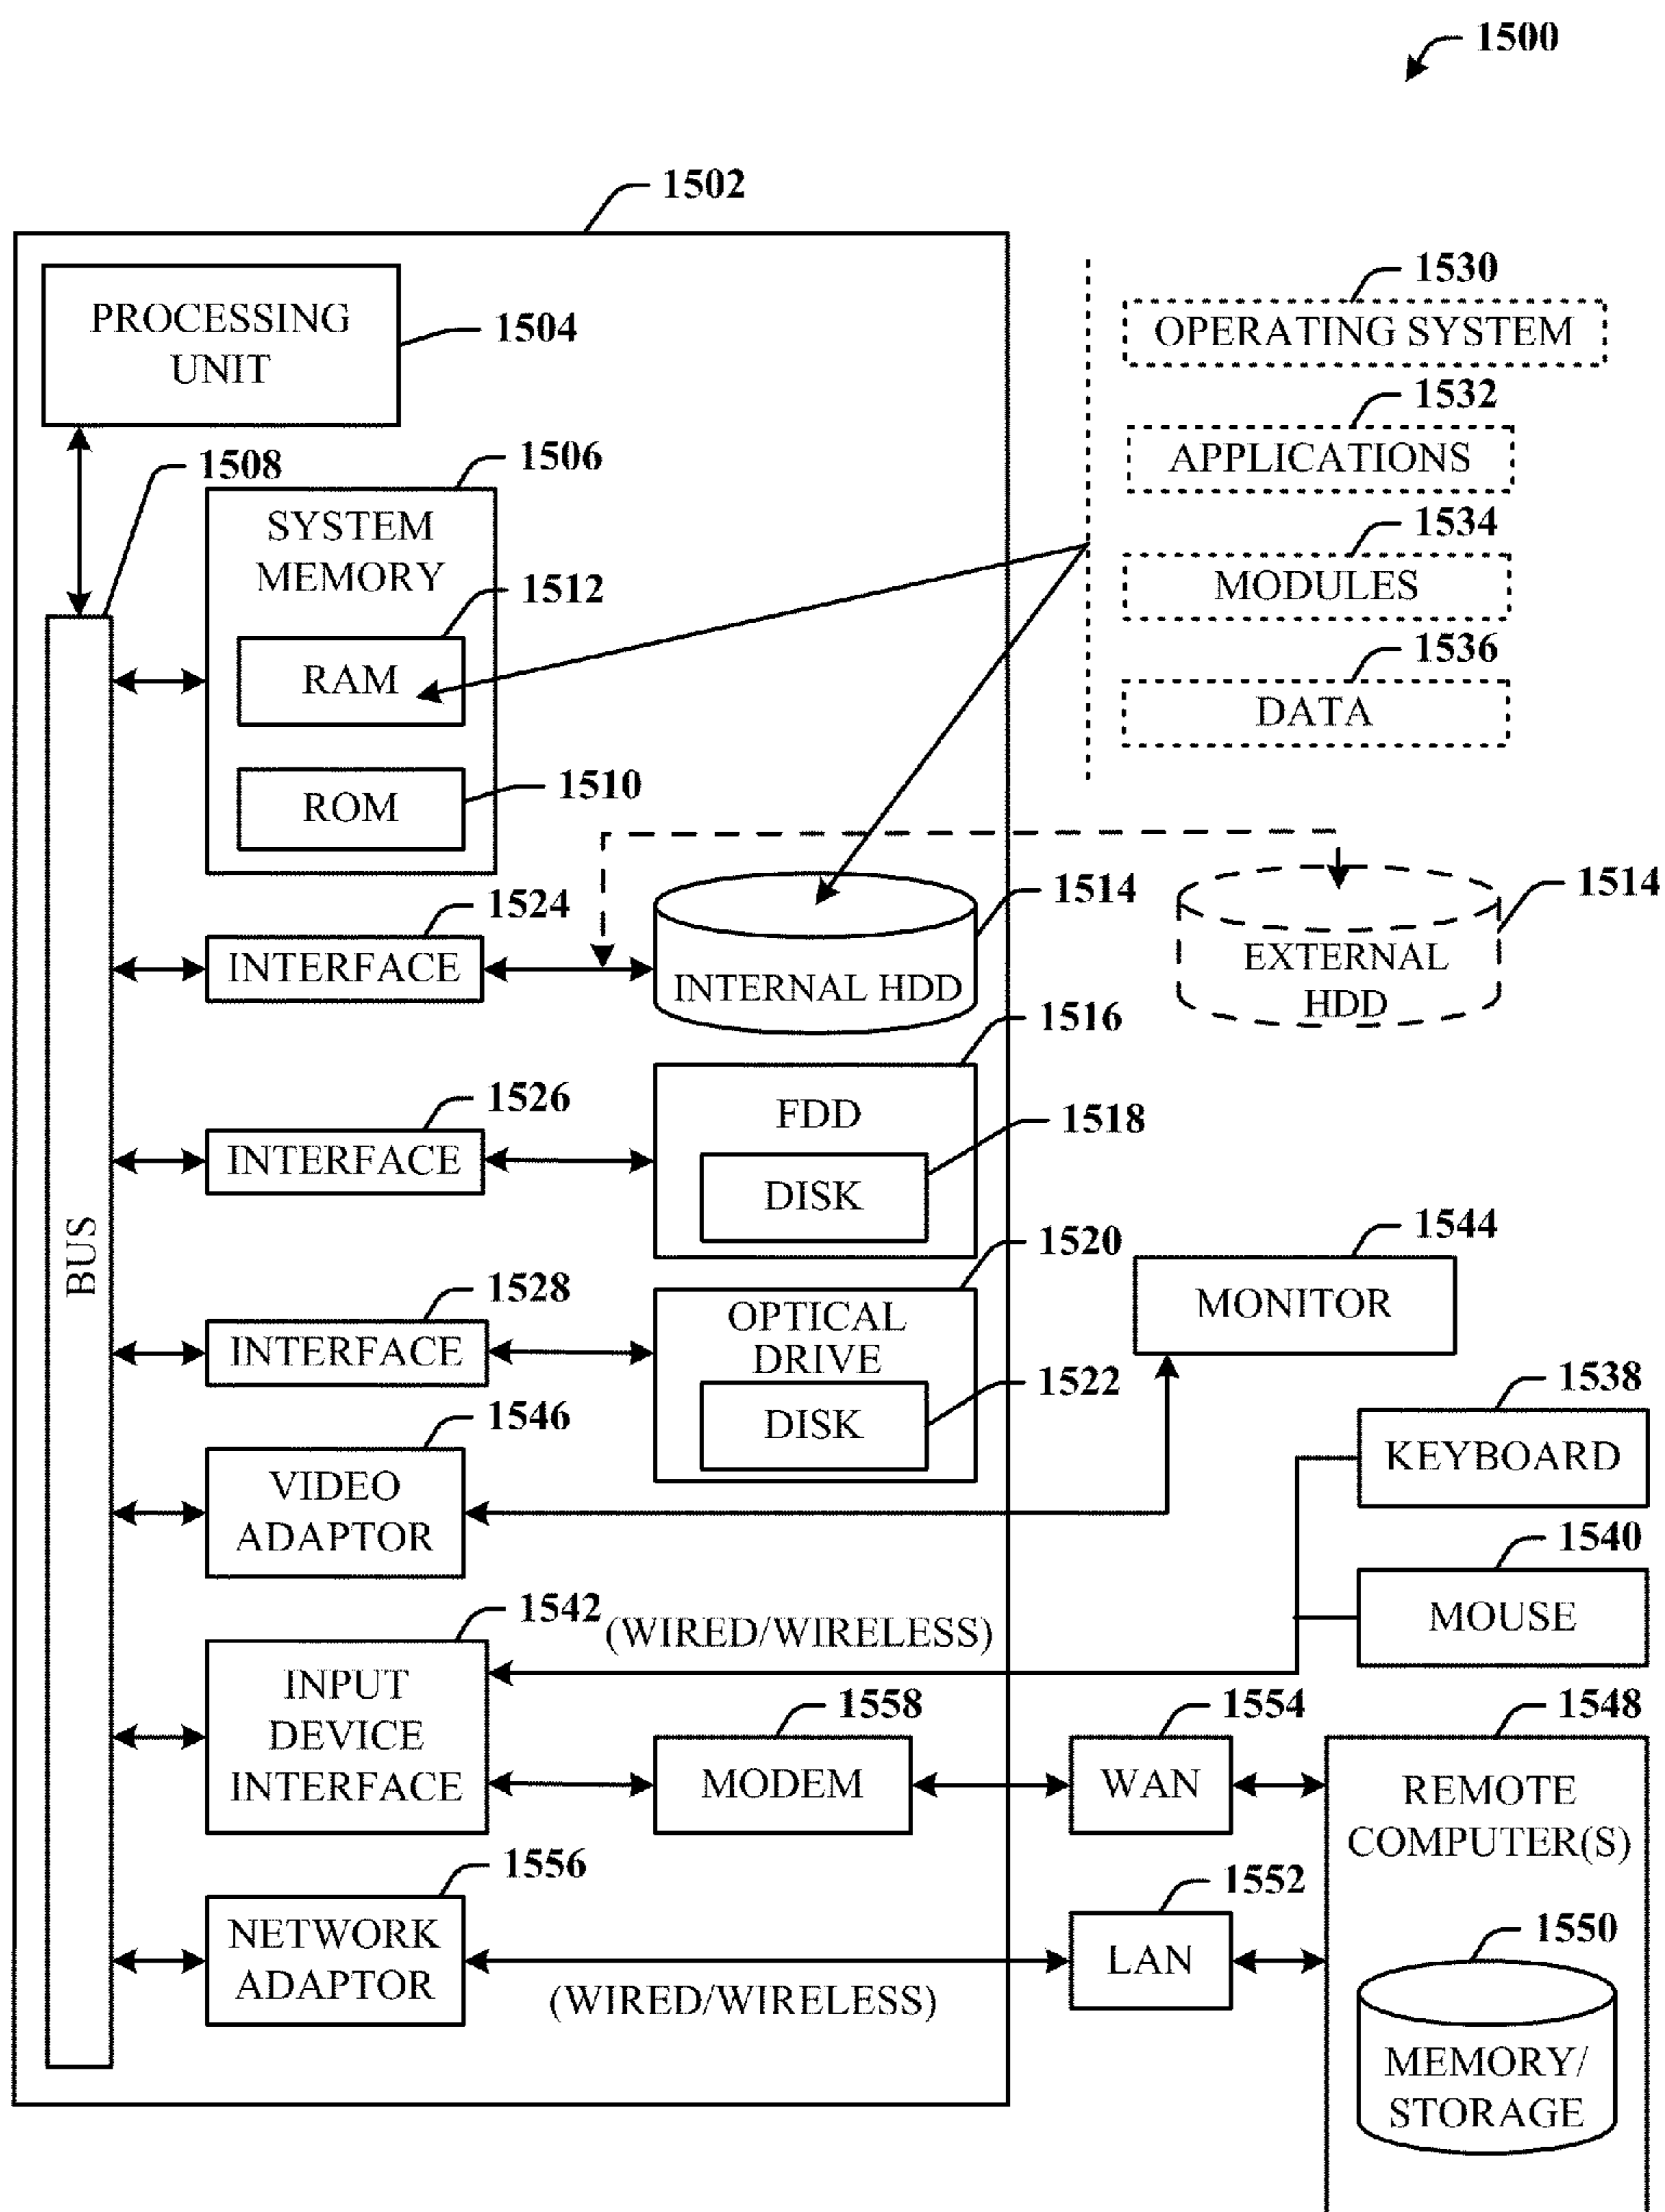 1500
1502
PROCESSING
UNIT
1504
1530
OPERATING SYSTEM
1532
APPLICATIONS
1534
MODULES
1536
DATA
1508
1506
SYSTEM
MEMORY
1512
RAM
1510
ROM
1524
INTERFACE
1514
INTERNAL HDD
1514
EXTERNAL
HDD
1516
FDD
1526
INTERFACE
1518
DISK
BUS
1520
OPTICAL
DRIVE
1528
INTERFACE
1522
DISK
1544
MONITOR
1546
VIDEO
ADAPTOR
1538
KEYBOARD
1540
MOUSE
1542
(WIRED/WIRELESS)
INPUT
DEVICE
INTERFACE
1558
MODEM
1554
WAN
1548
REMOTE
COMPUTER(S)
1556
NETWORK
ADAPTOR
(WIRED/WIRELESS)
1552
LAN
1550
MEMORY/
STORAGE